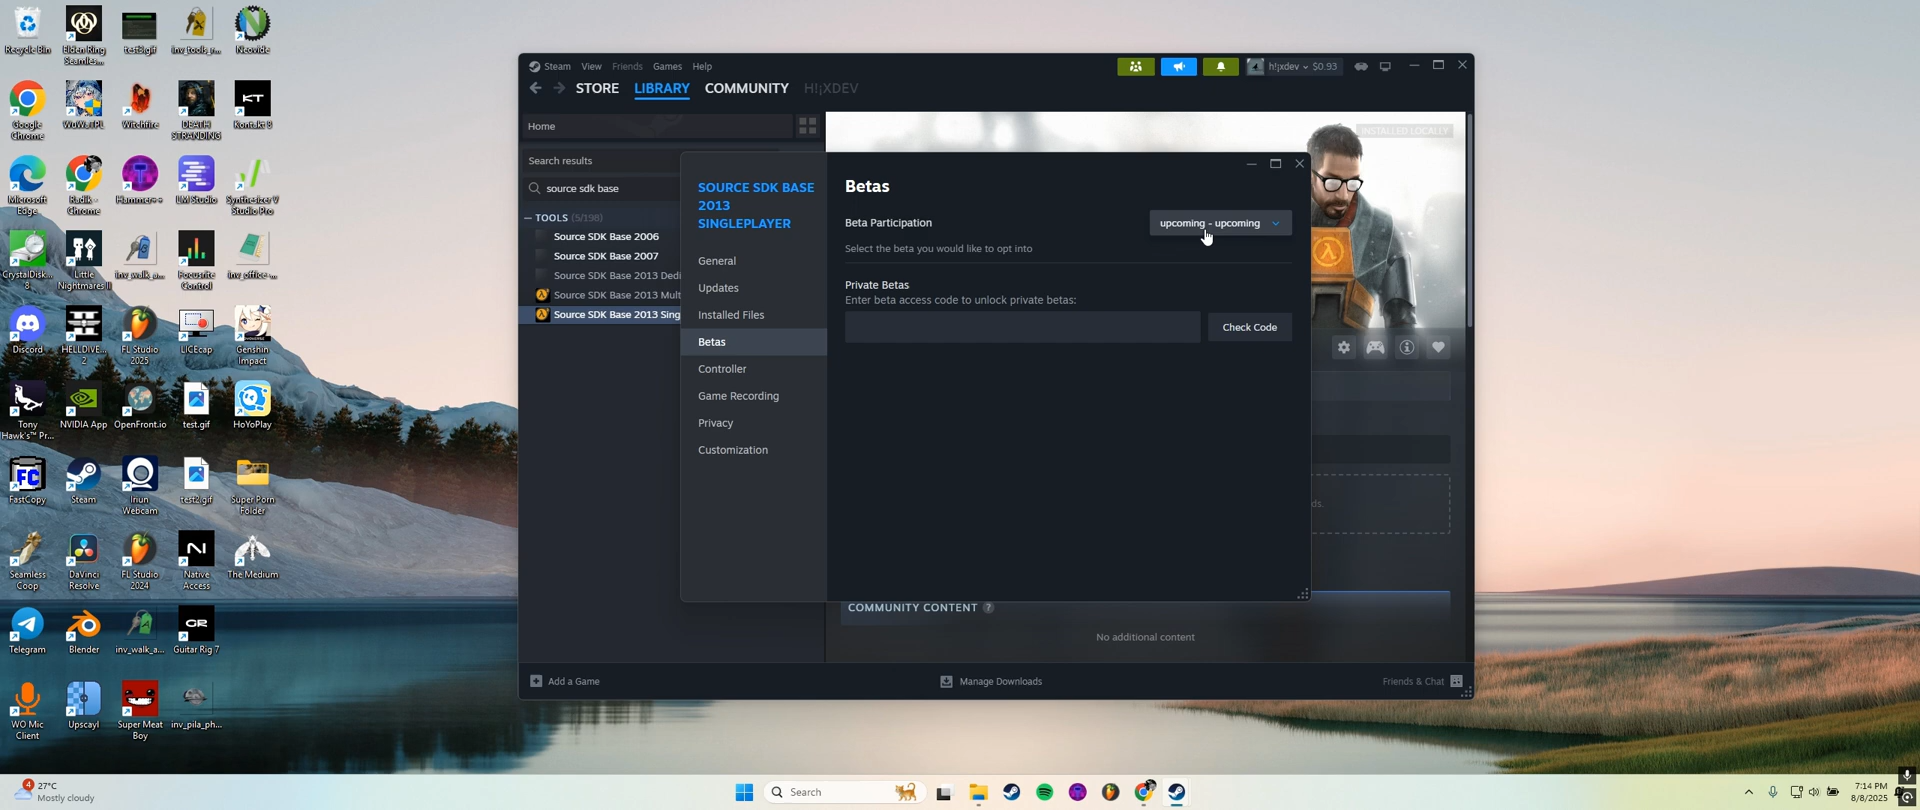 Recycle Bin
Elden Ring Seamles...
test3.gif
inv_tools_r...
Neovide
Google Chrome
WuWa TPL
Witchfire
DEATH STRANDING
Kontakt 8
Microsoft Edge
Radik - Chrome
Hammer++
LM Studio
Synthesizer V Studio Pro
CrystalDisk... 8
Little Nightmares II
inv_walk_a...
Focusrite Control
inv_office-...
Discord
HELLDIVE... 2
FL Studio 2025
LICEcap
Genshin Impact
Tony Hawk's™ Pr...
NVIDIA App
OpenFront.io
test.gif
HoYoPlay
FastCopy
Steam
Iriun Webcam
test2.gif
Super Porn Folder
Seamless Coop
DaVinci Resolve
FL Studio 2024
Native Access
The Medium
Telegram
Blender
inv_walk_a...
Guitar Rig 7
WO Mic Client
Upscayl
Super Meat Boy
inv_pila_ph...
Steam View Friends Games Help
h!¡xdev $0.93
STORE LIBRARY COMMUNITY H!¡XDEV
Home
Search results
source sdk base
— TOOLS (5/198)
Source SDK Base 2006
Source SDK Base 2007
Source SDK Base 2013 Dedi
Source SDK Base 2013 Mult
Source SDK Base 2013 Sing
INSTALLED LOCALLY
SOURCE SDK BASE
2013
SINGLEPLAYER
General
Updates
Installed Files
Betas
Controller
Game Recording
Privacy
Customization
Betas
Beta Participation
upcoming - upcoming
Select the beta you would like to opt into
Private Betas
Enter beta access code to unlock private betas:
Check Code
ds.
COMMUNITY CONTENT ?
No additional content
Add a Game
Manage Downloads
Friends & Chat
4
27°C
Mostly cloudy
Search
7:14 PM
8/8/2025